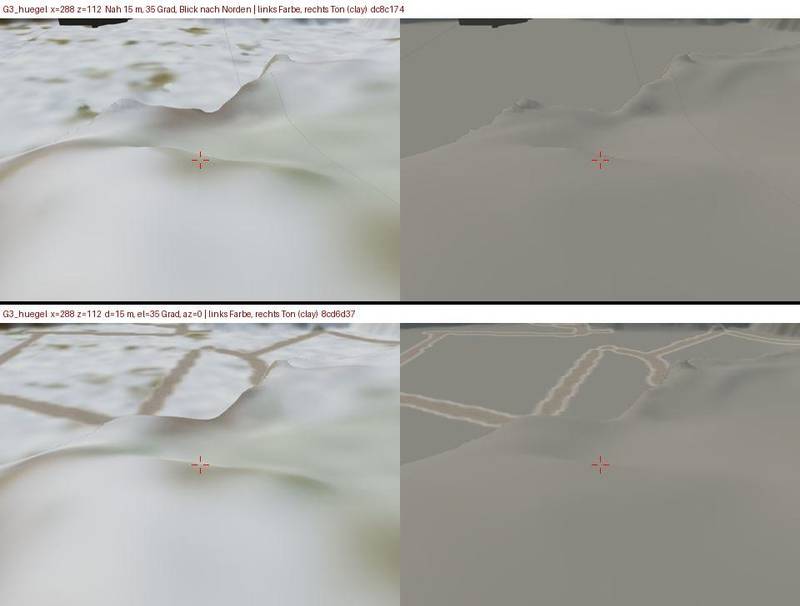 G3_huegel x=288 z=112 Nah 15 m, 35 Grad, Blick nach Norden | links Farbe, rechts Ton (clay) dc8c174
G3_huegel x=288 z=112 d=15 m, el=35 Grad, az=0 | links Farbe, rechts Ton (clay) 8cd6d37